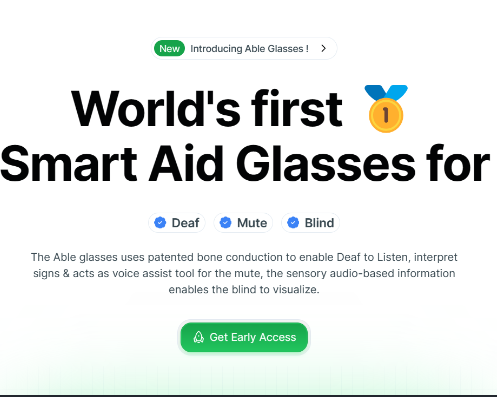 New Introducing Able Glasses !
World's first
Smart Aid Glasses for
Deaf Mute Blind
The Able glasses uses patented bone conduction to enable Deaf to Listen, interpret
signs & acts as voice assist tool for the mute, the sensory audio-based information
enables the blind to visualize.
Get Early Access